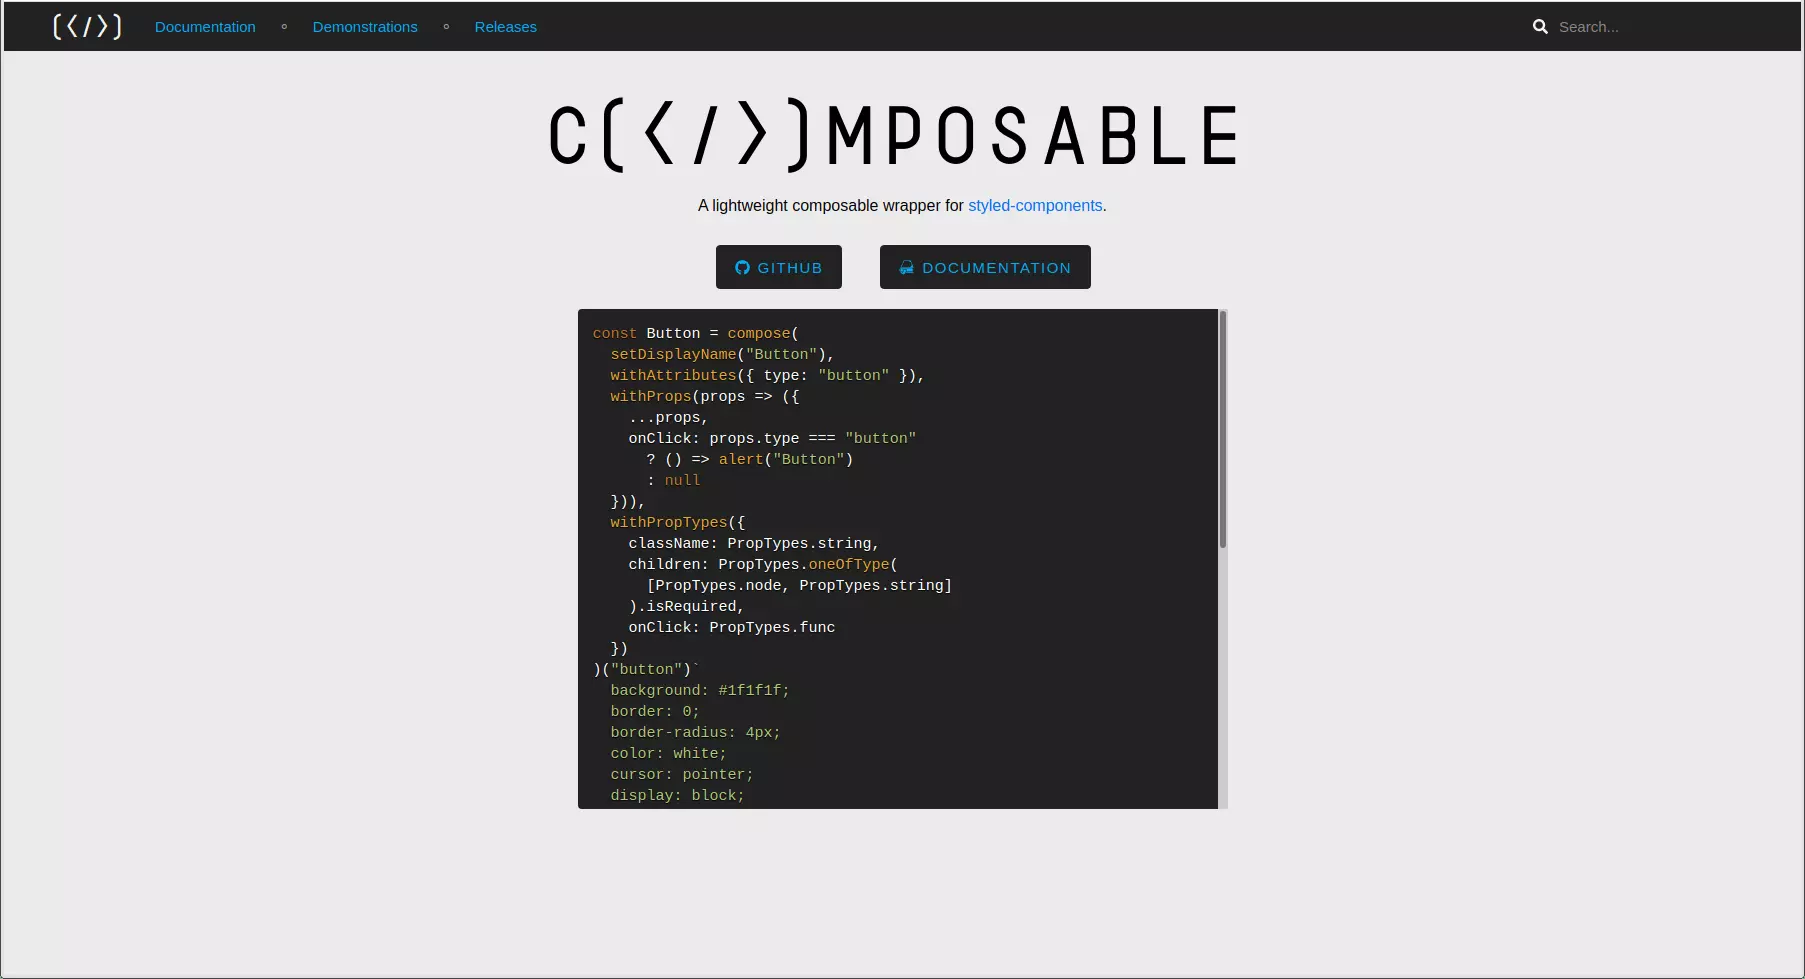 (</>) Documentation ∘ Demonstrations ∘ Releases Search...
C(</>)MPOSABLE
A lightweight composable wrapper for styled-components.
GITHUB DOCUMENTATION
const Button = compose(
  setDisplayName("Button"),
  withAttributes({ type: "button" }),
  withProps(props => ({
    ...props,
    onClick: props.type === "button"
      ? () => alert("Button")
      : null
  })),
  withPropTypes({
    className: PropTypes.string,
    children: PropTypes.oneOfType(
      [PropTypes.node, PropTypes.string]
    ).isRequired,
    onClick: PropTypes.func
  })
)("button")`
  background: #1f1f1f;
  border: 0;
  border-radius: 4px;
  color: white;
  cursor: pointer;
  display: block;